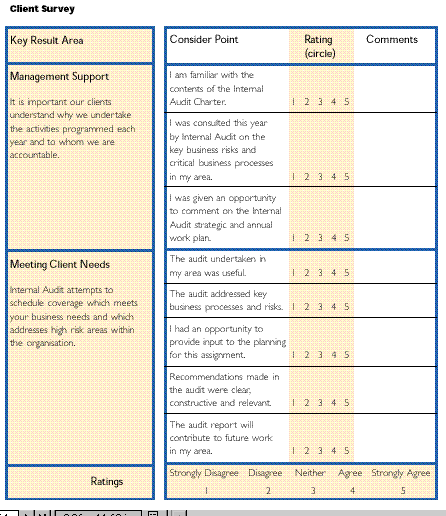 Client Survey
Key Result Area
Consider Point
Rating
(circle)
Comments
Management Support
It is important our clients
understand why we undertake
the activities programmed each
year and to whom we are
accountable.
I am familiar with the
contents of the Internal
Audit Charter.
1 2 3 4 5
I was consulted this year
by Internal Audit on the
key business risks and
critical business processes
in my area.
1 2 3 4 5
I was given an opportunity
to comment on the Internal
Audit strategic and annual
work plan.
1 2 3 4 5
Meeting Client Needs
Internal Audit attempts to
schedule coverage which meets
your business needs and which
addresses high risk areas within
the organisation.
The audit undertaken in
my area was useful.
1 2 3 4 5
The audit addressed key
business processes and risks.
1 2 3 4 5
I had an opportunity to
provide input to the planning
for this assignment.
1 2 3 4 5
Recommendations made in
the audit were clear,
constructive and relevant.
1 2 3 4 5
The audit report will
contribute to future work
in my area.
1 2 3 4 5
Ratings
Strongly Disagree Disagree Neither Agree Strongly Agree
1 2 3 4 5